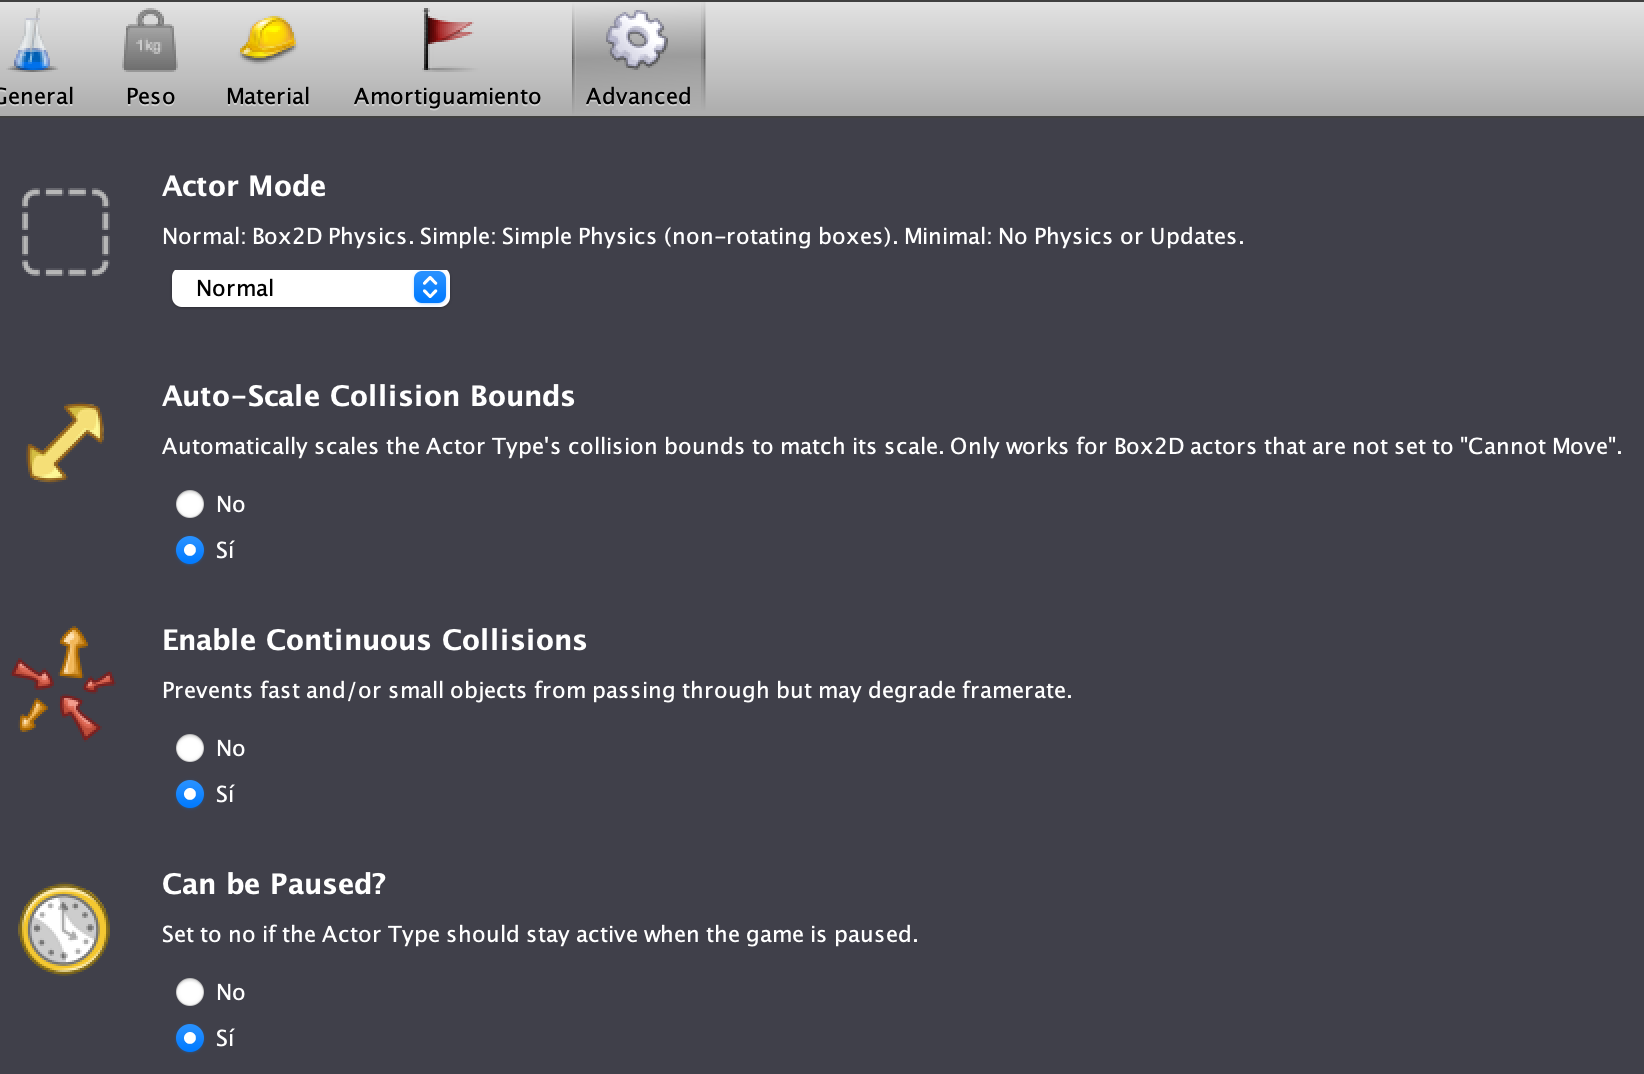 General Peso Material Amortiguamiento Advanced
1kg
Actor Mode
Normal: Box2D Physics. Simple: Simple Physics (non-rotating boxes). Minimal: No Physics or Updates.
Normal
Auto-Scale Collision Bounds
Automatically scales the Actor Type's collision bounds to match its scale. Only works for Box2D actors that are not set to "Cannot Move".
No
Sí
Enable Continuous Collisions
Prevents fast and/or small objects from passing through but may degrade framerate.
No
Sí
Can be Paused?
Set to no if the Actor Type should stay active when the game is paused.
No
Sí